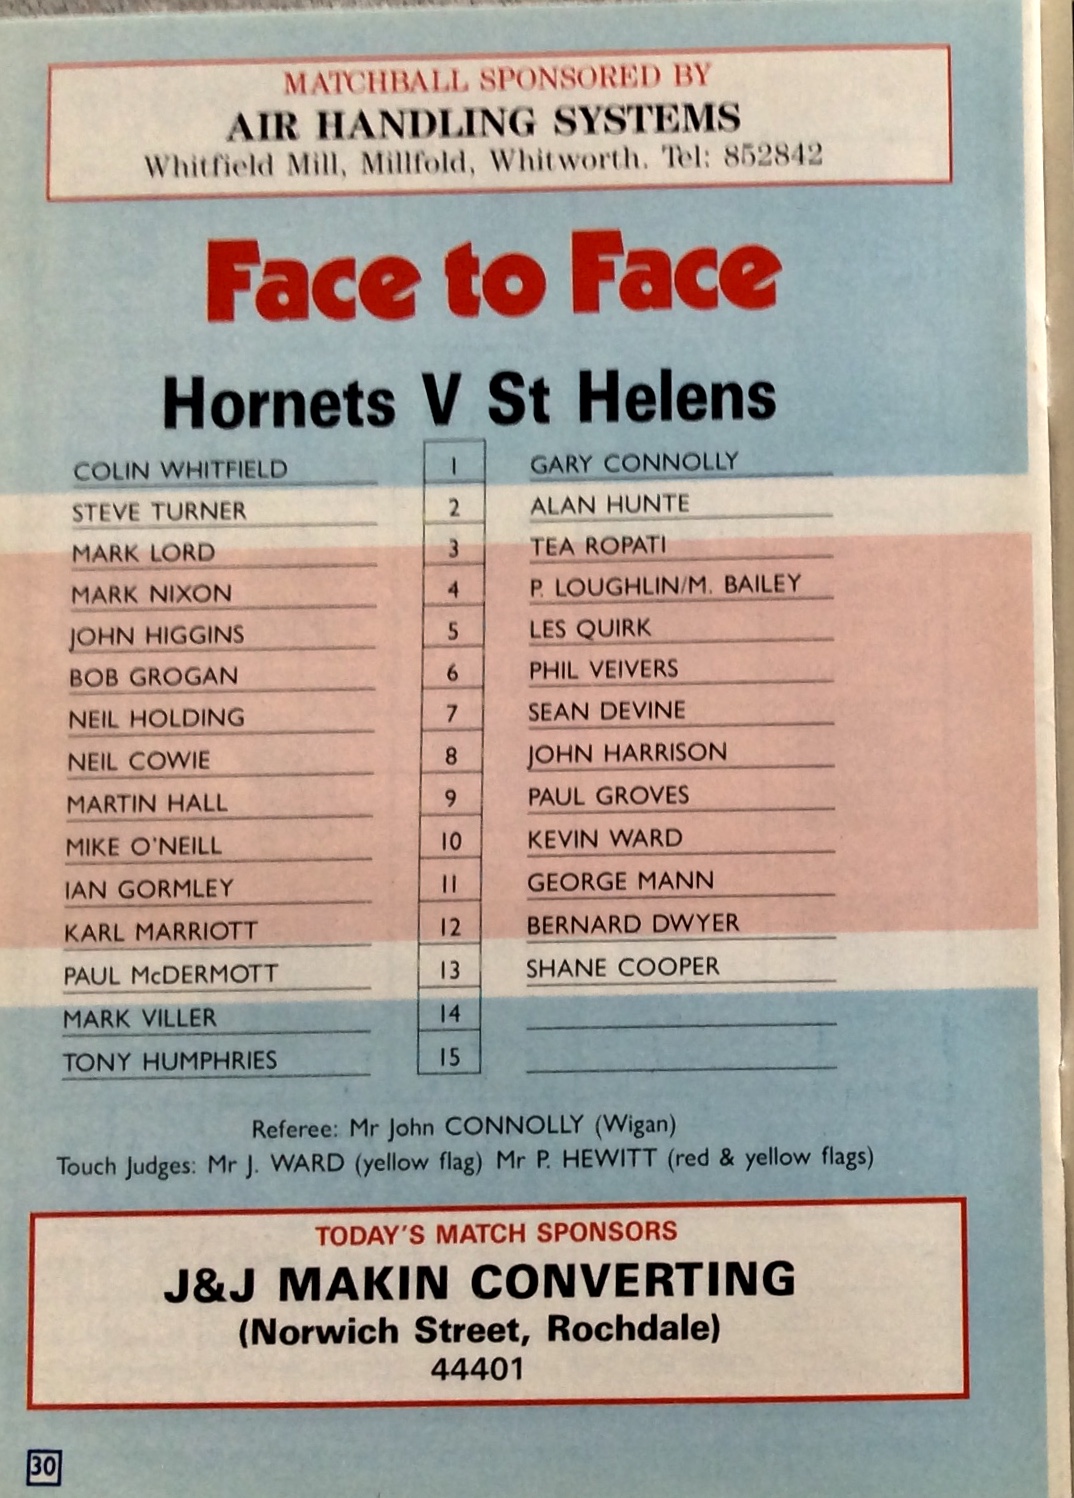 MATCHBALL SPONSORED BY
AIR HANDLING SYSTEMS
Whitfield Mill, Millfold, Whitworth. Tel: 852842
Face to Face
Hornets V St Helens
COLIN WHITFIELD 1 GARY CONNOLLY
STEVE TURNER 2 ALAN HUNTE
MARK LORD 3 TEA ROPATI
MARK NIXON 4 P. LOUGHLIN/M. BAILEY
JOHN HIGGINS 5 LES QUIRK
BOB GROGAN 6 PHIL VEIVERS
NEIL HOLDING 7 SEAN DEVINE
NEIL COWIE 8 JOHN HARRISON
MARTIN HALL 9 PAUL GROVES
MIKE O'NEILL 10 KEVIN WARD
IAN GORMLEY 11 GEORGE MANN
KARL MARRIOTT 12 BERNARD DWYER
PAUL McDERMOTT 13 SHANE COOPER
MARK VILLER 14
TONY HUMPHRIES 15
Referee: Mr John CONNOLLY (Wigan)
Touch Judges: Mr J. WARD (yellow flag) Mr P. HEWITT (red & yellow flags)
TODAY'S MATCH SPONSORS
J&J MAKIN CONVERTING
(Norwich Street, Rochdale)
44401
30